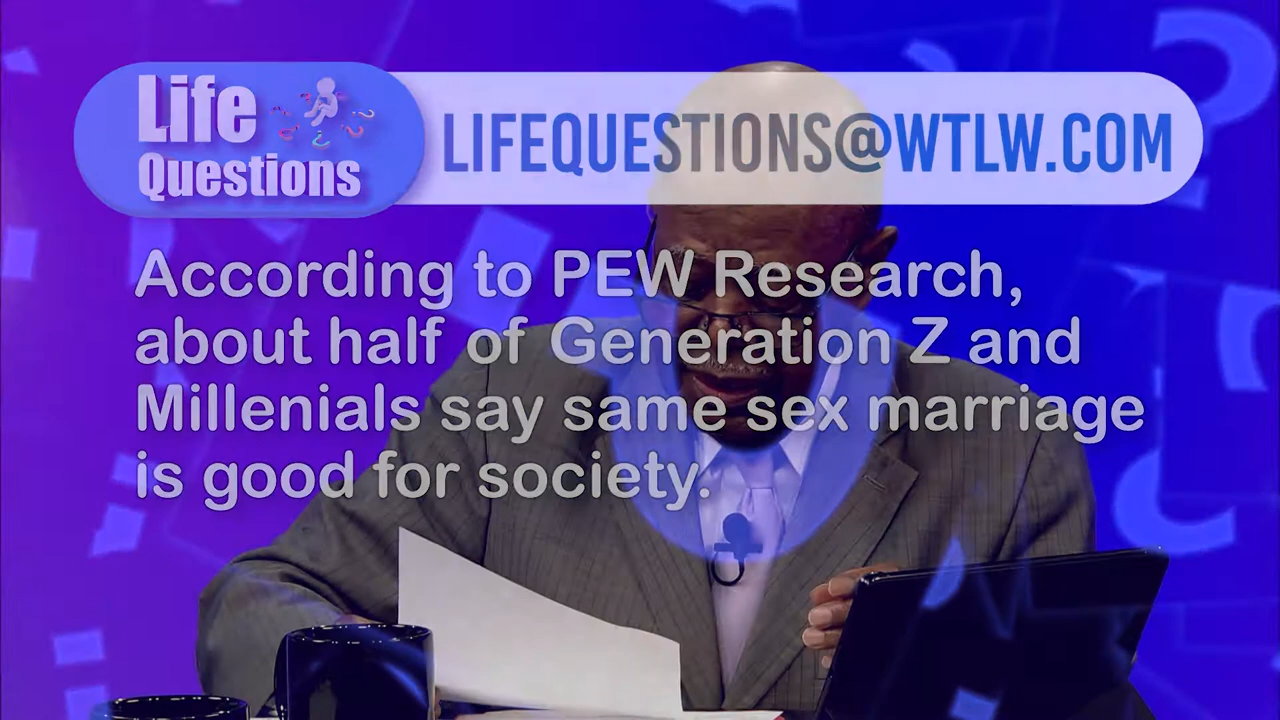 Life
Questions
LIFEQUESTIONS@WTLW.COM
According to PEW Research,
about half of Generation Z and
Millenials say same sex marriage
is good for society.